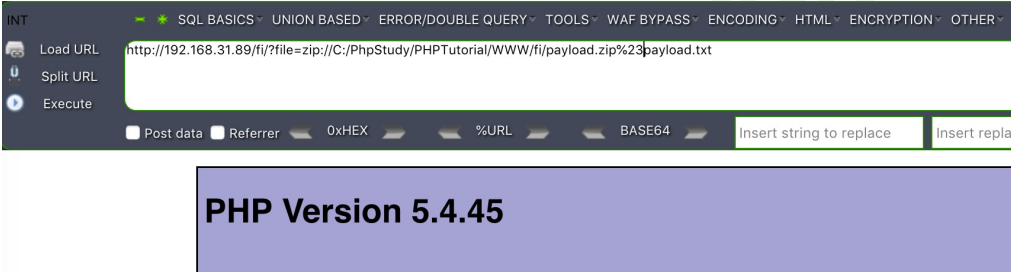 INT
SQL BASICS UNION BASED ERROR/DOUBLE QUERY TOOLS WAF BYPASS ENCODING HTML ENCRYPTION OTHER
Load URL
http://192.168.31.89/fi/?file=zip://C:/PhpStudy/PHPTutorial/WWW/fi/payload.zip%23payload.txt
Split URL
Execute
Post data Referrer 0xHEX %URL BASE64 Insert string to replace Insert repla
PHP Version 5.4.45